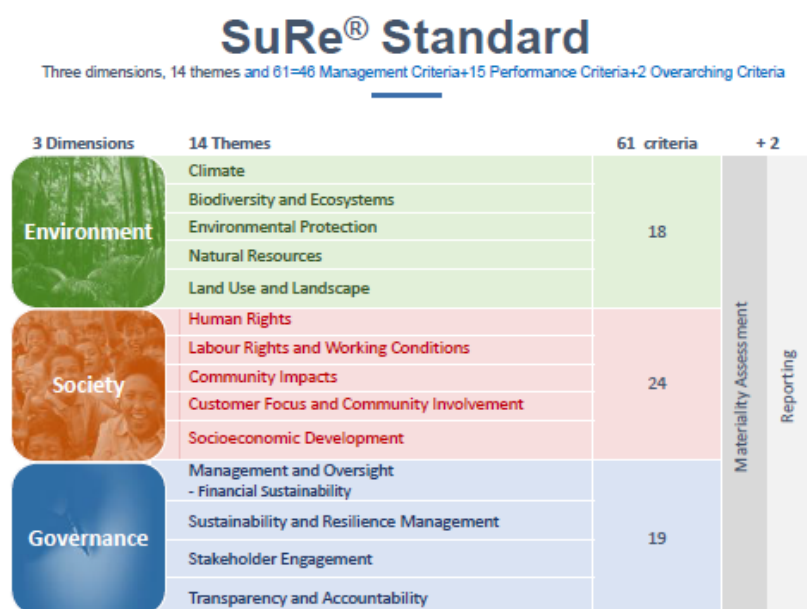 SuRe® Standard
Three dimensions, 14 themes and 61=46 Management Criteria+15 Performance Criteria+2 Overarching Criteria
3 Dimensions 14 Themes 61 criteria + 2
Environment
Climate
Biodiversity and Ecosystems
Environmental Protection
Natural Resources
Land Use and Landscape
18
Society
Human Rights
Labour Rights and Working Conditions
Community Impacts
Customer Focus and Community Involvement
Socioeconomic Development
24
Governance
Management and Oversight
- Financial Sustainability
Sustainability and Resilience Management
Stakeholder Engagement
Transparency and Accountability
19
Materiality Assessment
Reporting